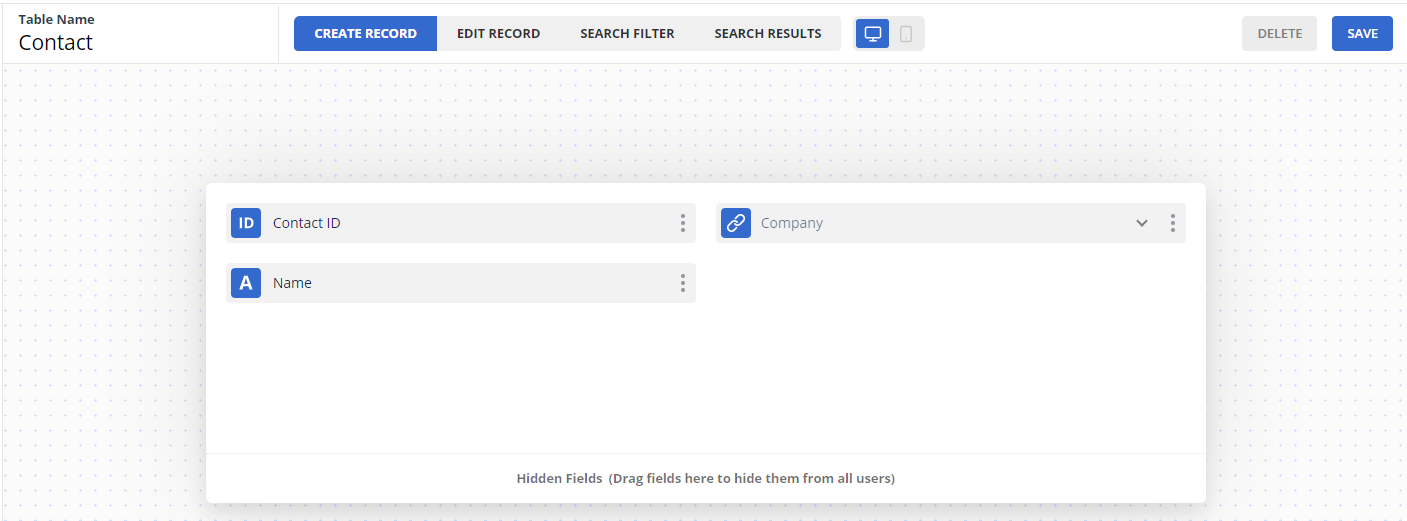 Table Name
Contact
CREATE RECORD EDIT RECORD SEARCH FILTER SEARCH RESULTS
DELETE SAVE
ID Contact ID
Company
A Name
Hidden Fields (Drag fields here to hide them from all users)